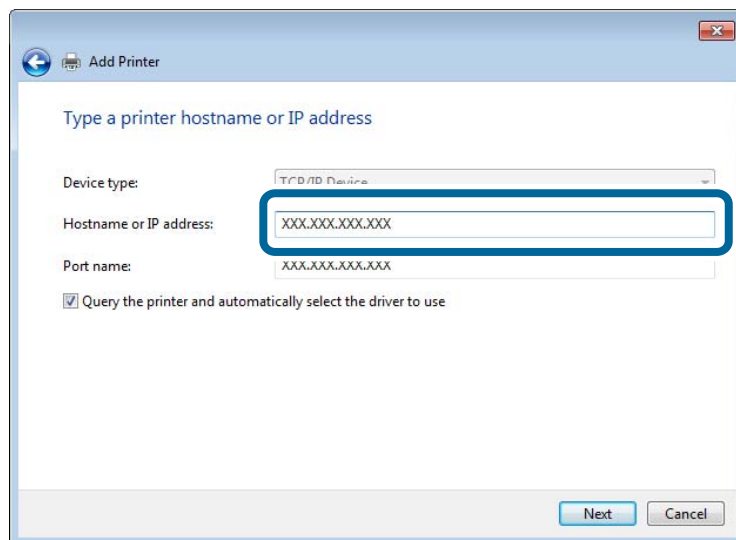 Add Printer
Type a printer hostname or IP address
Device type: TCP/IP Device
Hostname or IP address: XXX.XXX.XXX.XXX
Port name: XXX.XXX.XXX.XXX
Query the printer and automatically select the driver to use
Next Cancel